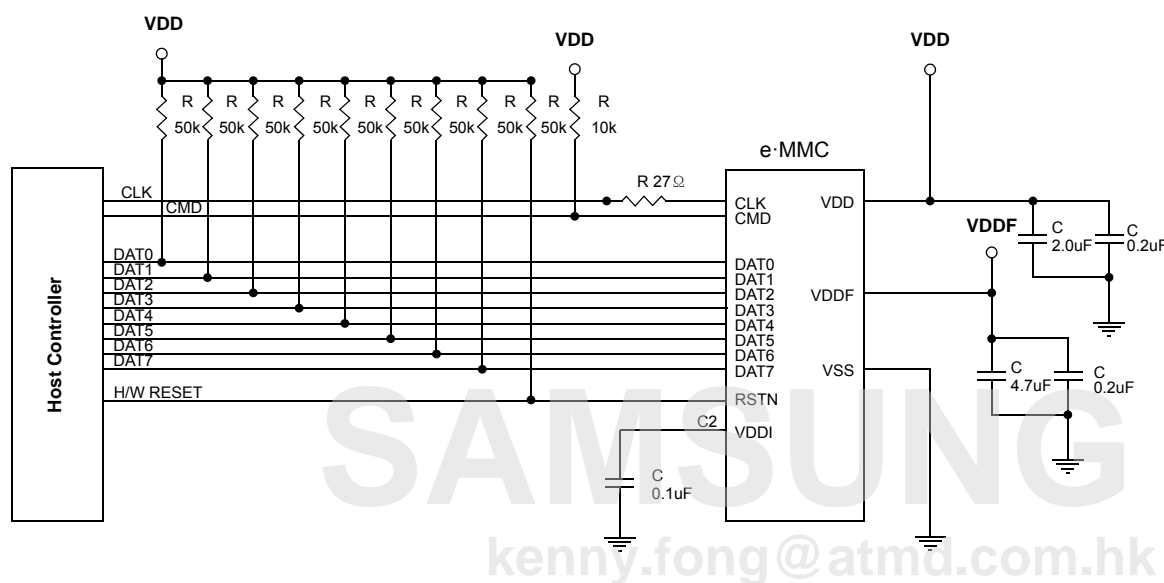 VDD
VDD
VDD
R R R R R R R R R R
50k 50k 50k 50k 50k 50k 50k 50k 50k 10k
e·MMC
R 27Ω
CLK
CMD
CLK
CMD
VDD
VDDF
C
2.0uF
C
0.2uF
Host Controller
DAT0
DAT1
DAT2
DAT3
DAT4
DAT5
DAT6
DAT7
H/W RESET
DAT0
DAT1
DAT2
DAT3
DAT4
DAT5
DAT6
DAT7
RSTN
VDDI
VDDF
VSS
C
4.7uF
C
0.2uF
C2
C
0.1uF
SAMSUNG
kenny.fong@atmd.com.hk